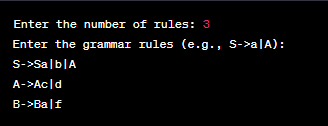 Enter the number of rules: 3
Enter the grammar rules (e.g., S->a|A):
S->Sa|b|A
A->Ac|d
B->Ba|f